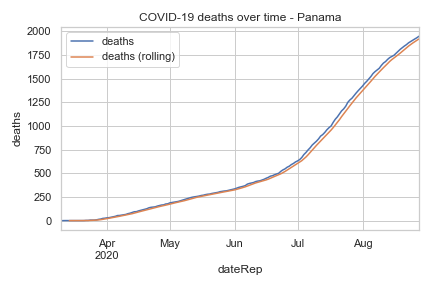 COVID-19 deaths over time - Panama
deaths
deaths (rolling)
deaths
2000
1750
1500
1250
1000
750
500
250
0
Apr
2020
May
Jun
Jul
Aug
dateRep